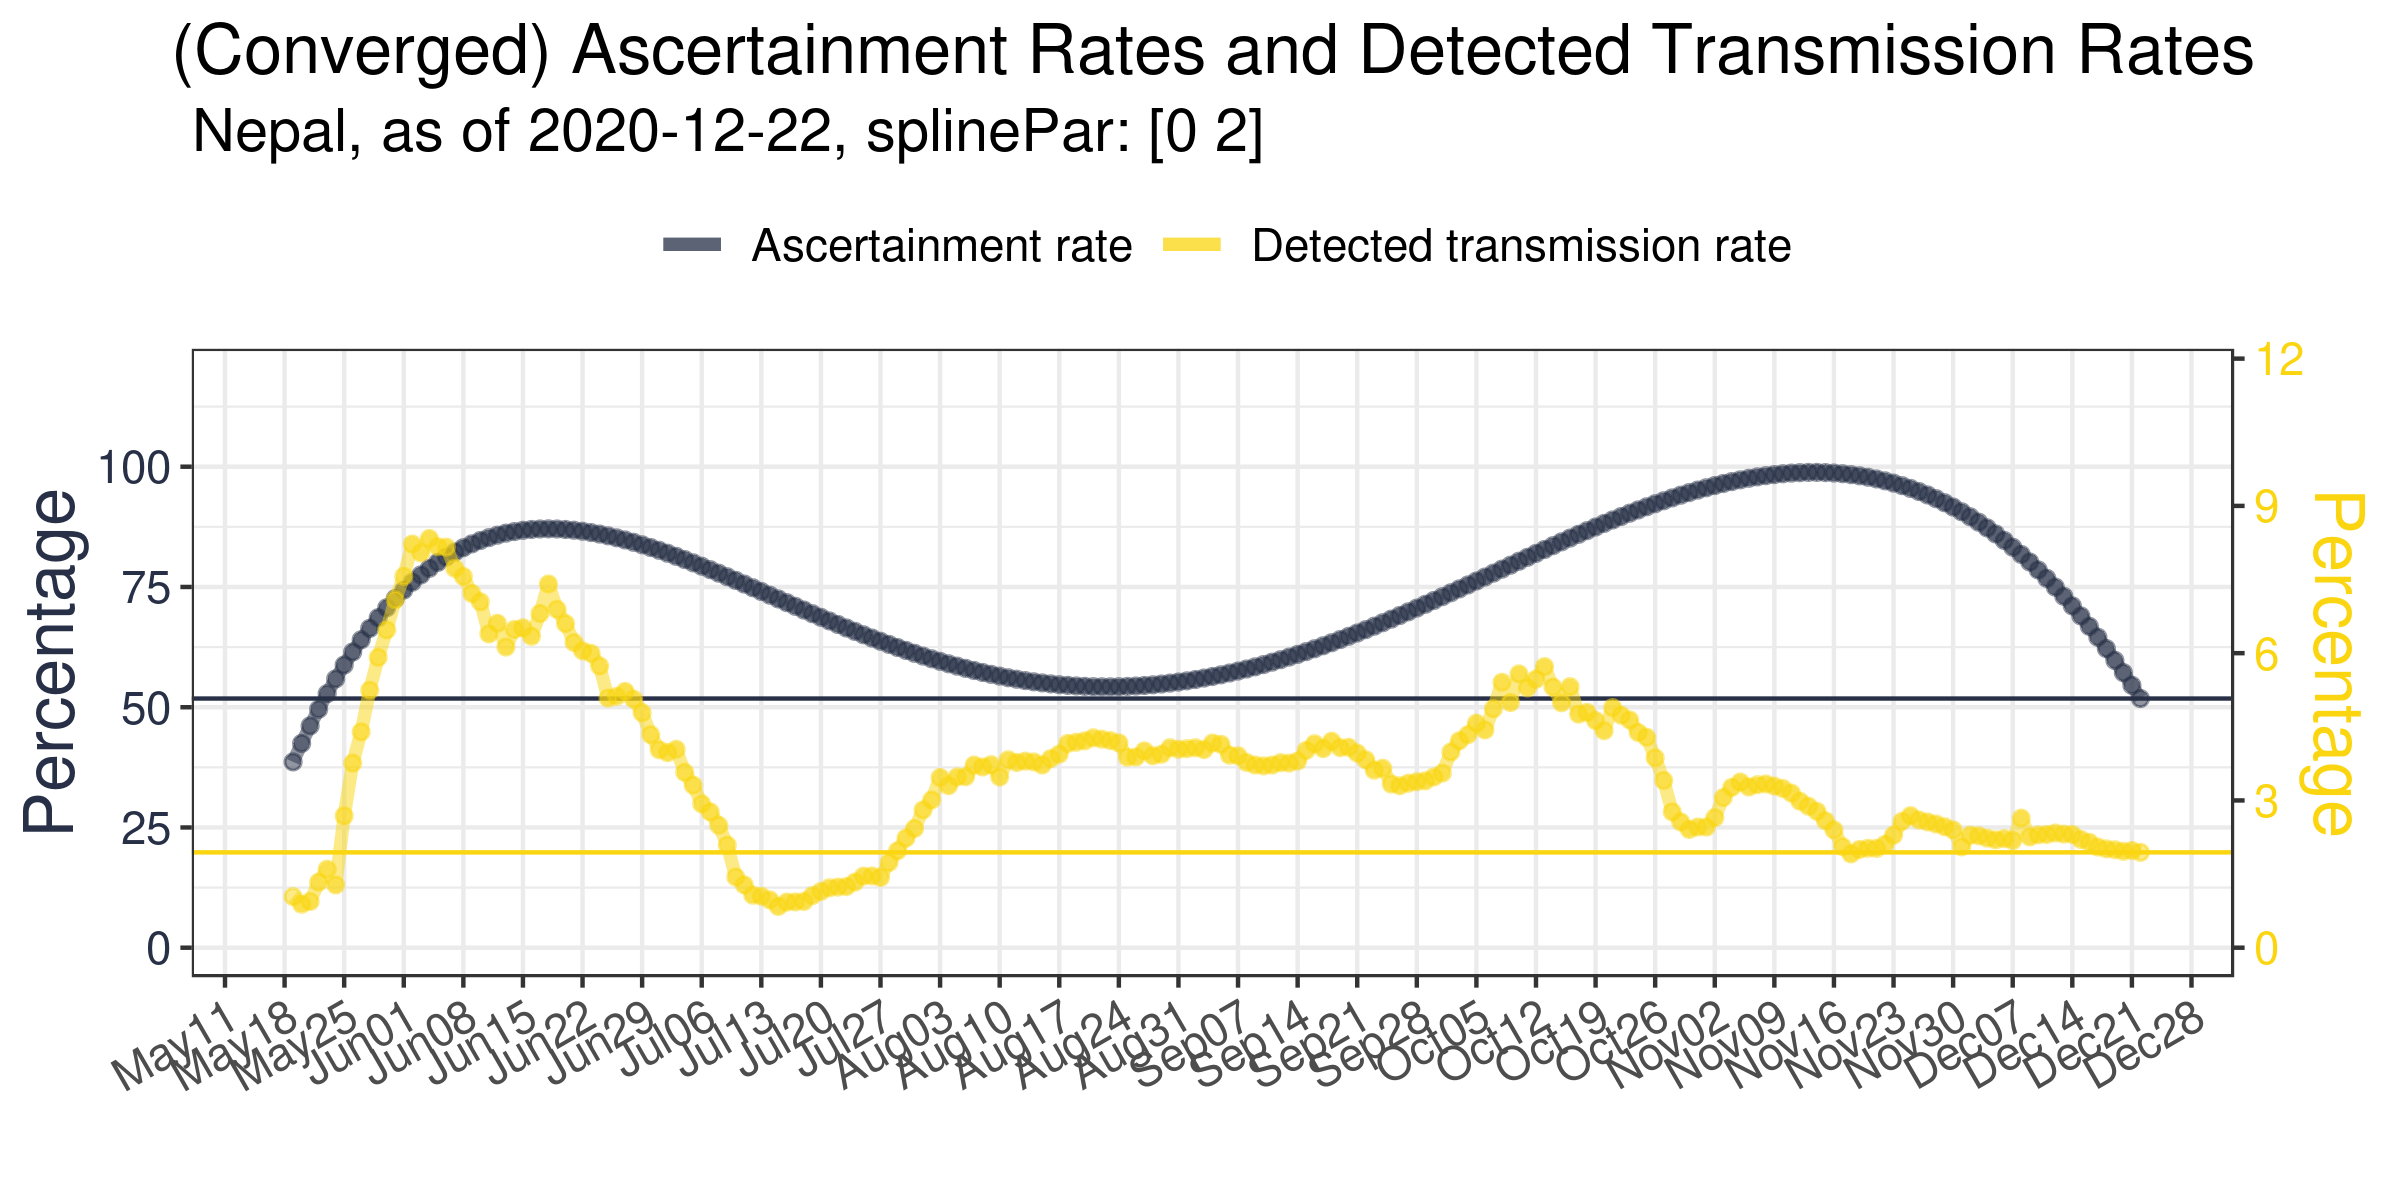 (Converged) Ascertainment Rates and Detected Transmission Rates
Nepal, as of 2020-12-22, splinePar: [0 2]
Ascertainment rate
Detected transmission rate
Percentage
100
75
50
25
0
12
9
6
3
0
Percentage
May11
May18
May25
Jun01
Jun08
Jun15
Jun22
Jun29
Jul06
Jul13
Jul20
Jul27
Aug03
Aug10
Aug17
Aug24
Aug31
Sep07
Sep14
Sep21
Sep28
Oct05
Oct12
Oct19
Oct26
Nov02
Nov09
Nov16
Nov23
Nov30
Dec07
Dec14
Dec21
Dec28